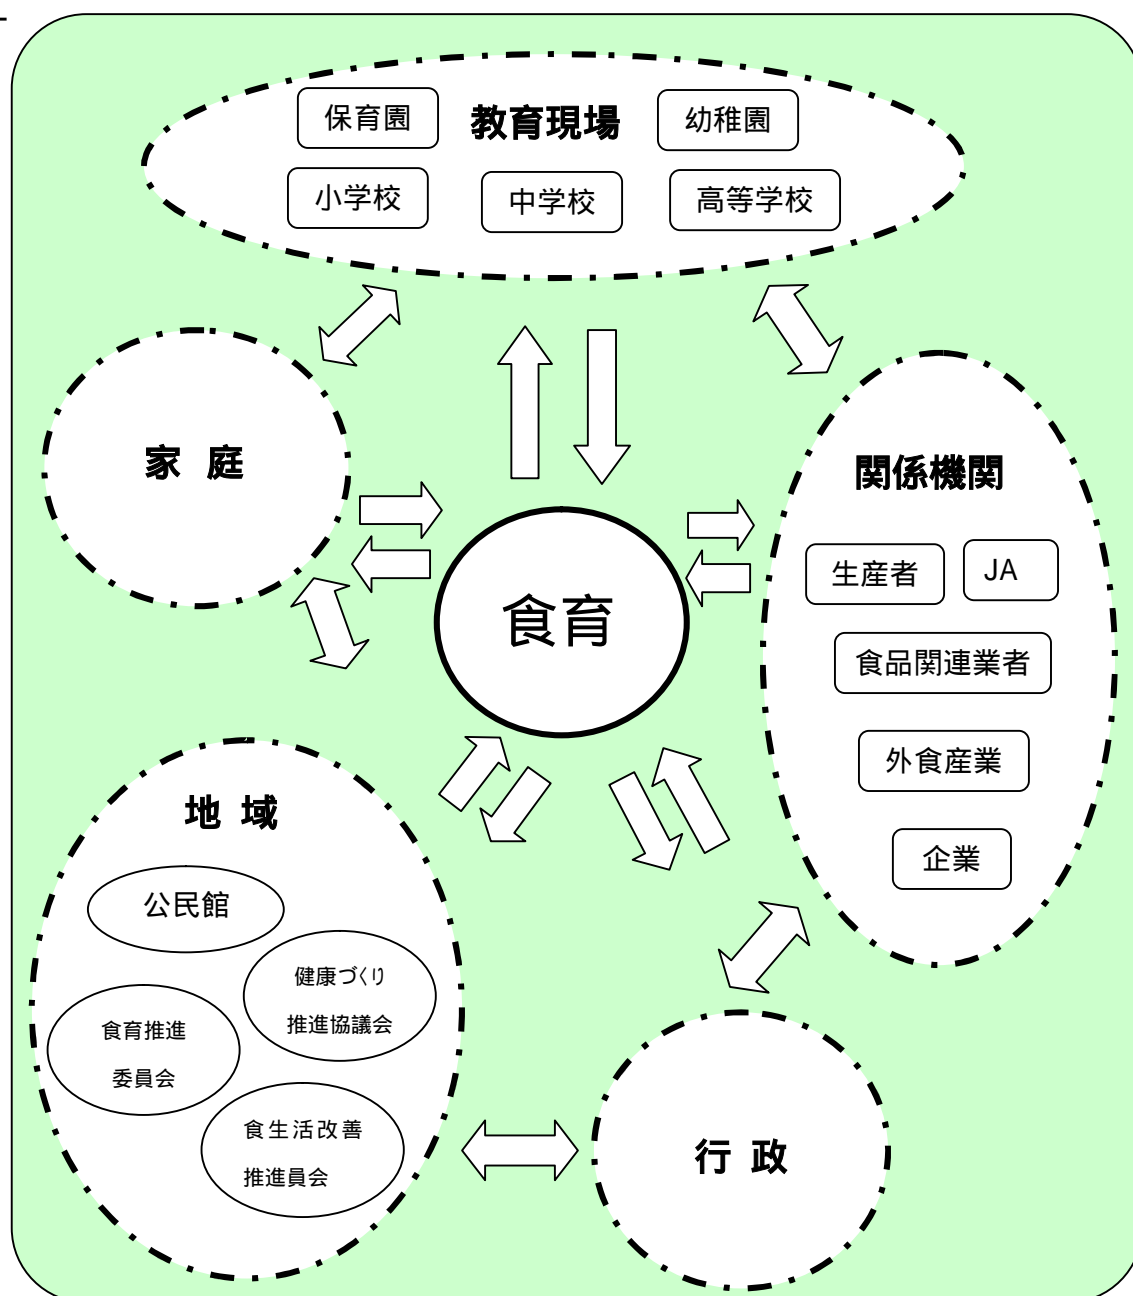 教育現場
保育園
幼稚園
小学校
中学校
高等学校
家 庭
関係機関
生産者
JA
食品関連業者
外食産業
企業
食育
地 域
公民館
健康づくり
推進協議会
食育推進
委員会
食生活改善
推進員会
行 政